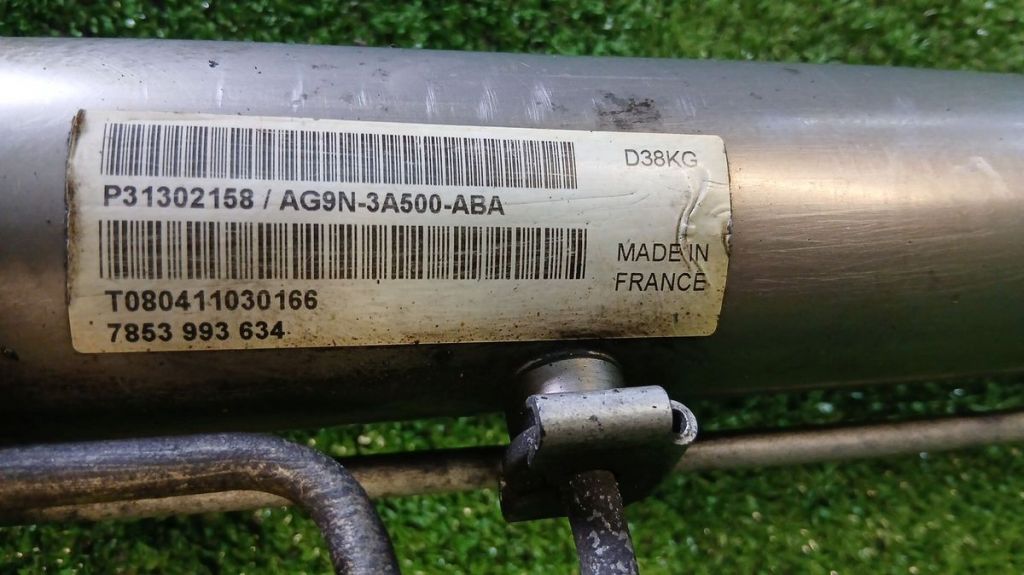 D38KG
P31302158 / AG9N-3A500-ABA
MADE IN
FRANCE
T080411030166
7853 993 634